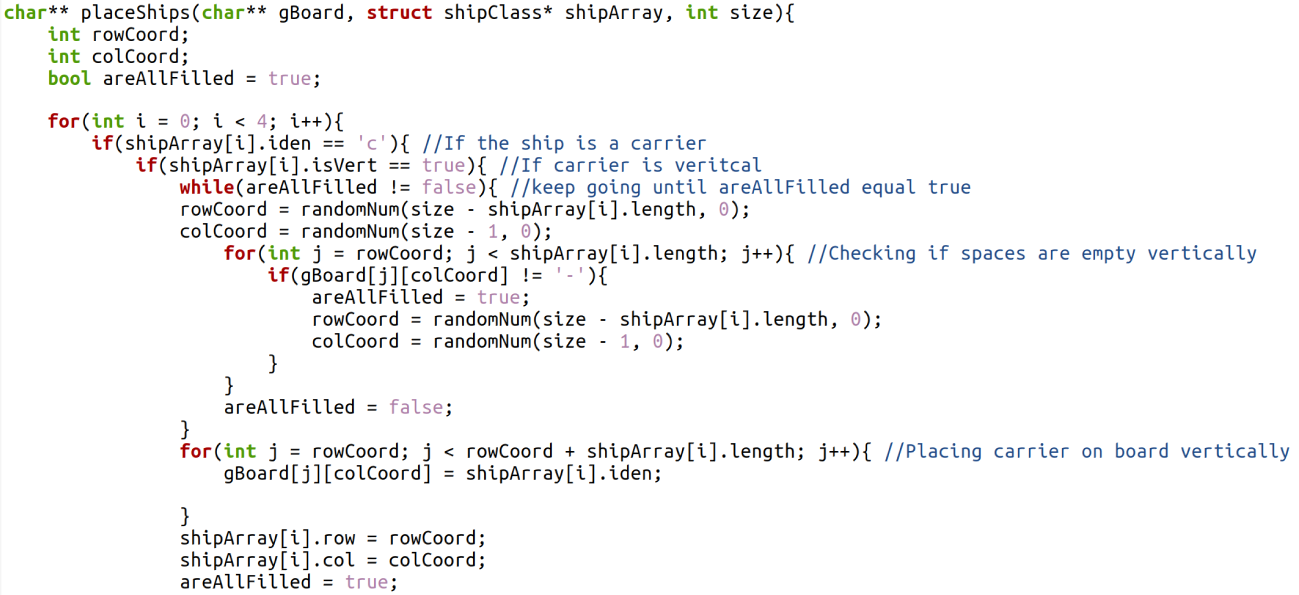 char** placeShips(char** gBoard, struct shipClass* shipArray, int size){
    int rowCoord;
    int colCoord;
    bool areAllFilled = true;

    for(int i = 0; i < 4; i++){
        if(shipArray[i].iden == 'c'){ //If the ship is a carrier
            if(shipArray[i].isVert == true){ //If carrier is veritcal
                while(areAllFilled != false){ //keep going until areAllFilled equal true
                rowCoord = randomNum(size - shipArray[i].length, 0);
                colCoord = randomNum(size - 1, 0);
                    for(int j = rowCoord; j < shipArray[i].length; j++){ //Checking if spaces are empty vertically
                        if(gBoard[j][colCoord] != '-'){
                            areAllFilled = true;
                            rowCoord = randomNum(size - shipArray[i].length, 0);
                            colCoord = randomNum(size - 1, 0);
                        }
                    }
                    areAllFilled = false;
                }
                for(int j = rowCoord; j < rowCoord + shipArray[i].length; j++){ //Placing carrier on board vertically
                    gBoard[j][colCoord] = shipArray[i].iden;

                }
                shipArray[i].row = rowCoord;
                shipArray[i].col = colCoord;
                areAllFilled = true;